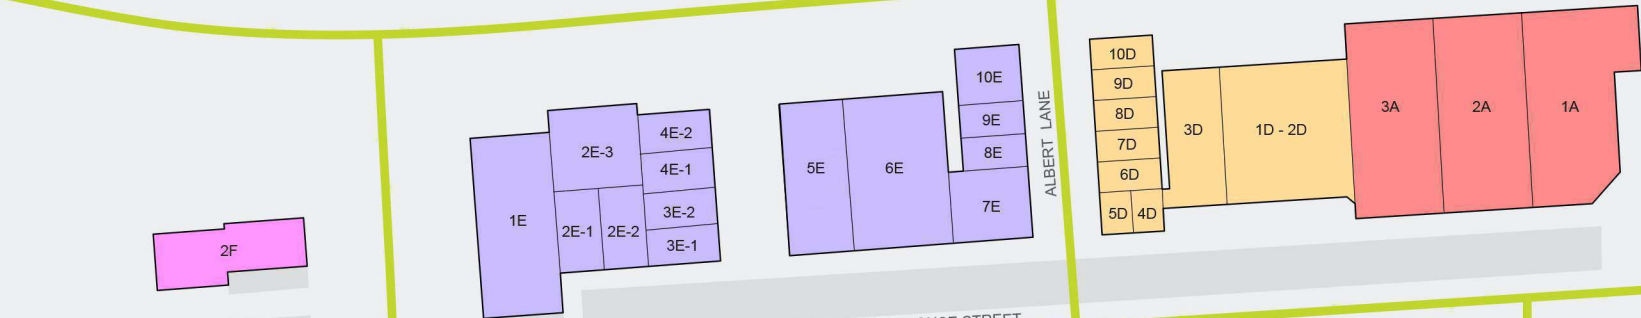 2F
1E
2E-3
2E-1
2E-2
4E-2
4E-1
3E-2
3E-1
5E
6E
10E
9E
8E
7E
ALBERT LANE
10D
9D
8D
7D
6D
5D
4D
3D
1D - 2D
3A
2A
1A
STREET